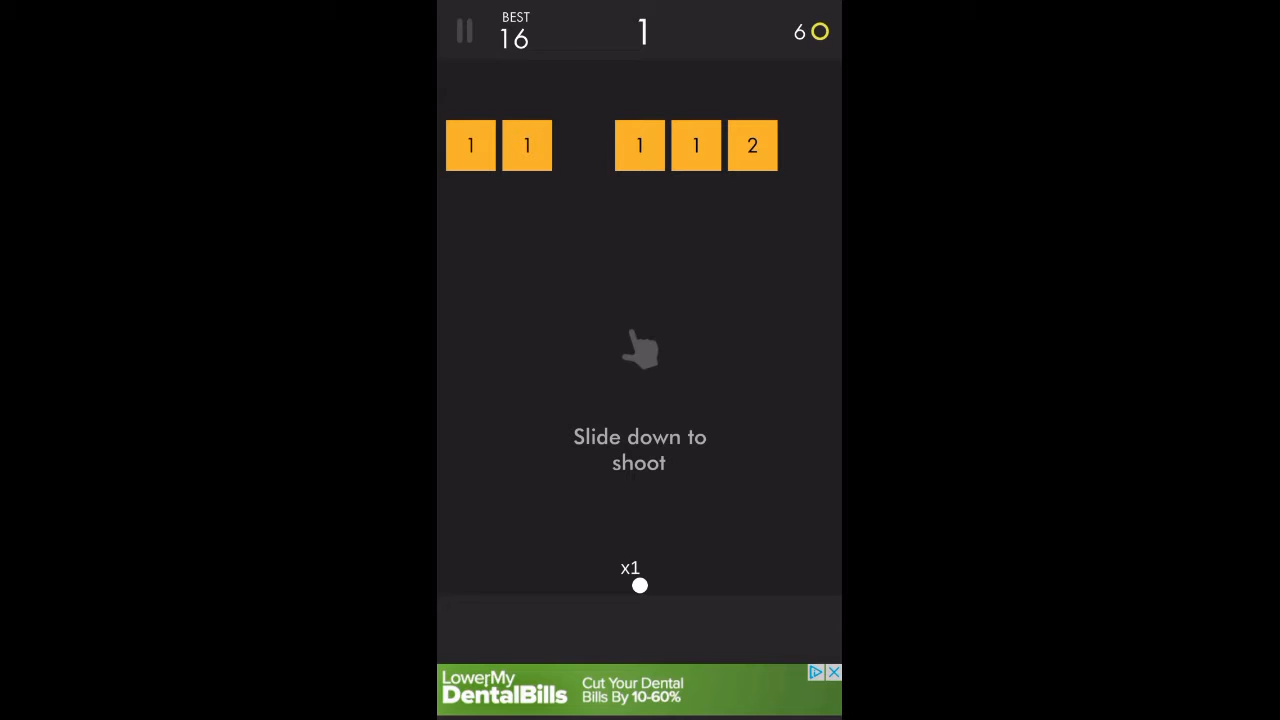 BEST
16
1
6
1 1 1 1 2
Slide down to
shoot
x1
LowerMy
DentalBills
Cut Your Dental
Bills By 10-60%